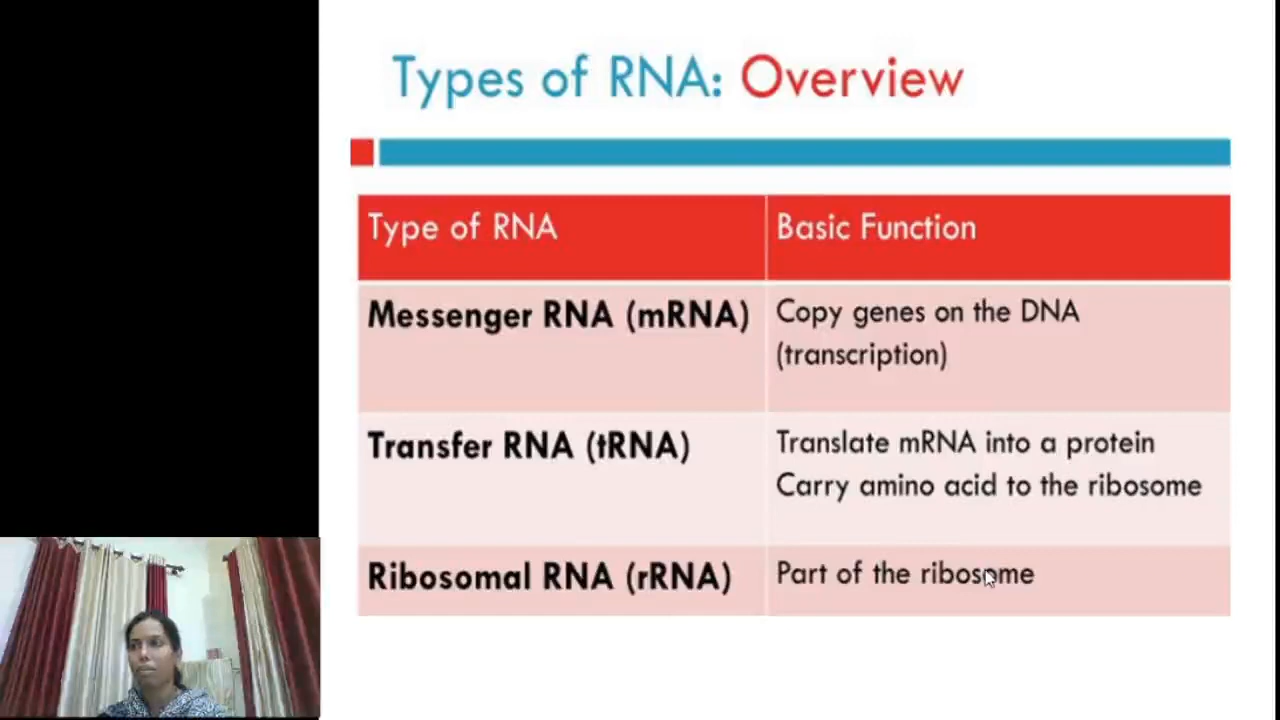 Types of RNA: Overview
Type of RNA
Basic Function
Messenger RNA (mRNA)
Copy genes on the DNA
(transcription)
Transfer RNA (tRNA)
Translate mRNA into a protein
Carry amino acid to the ribosome
Ribosomal RNA (rRNA)
Part of the ribosome